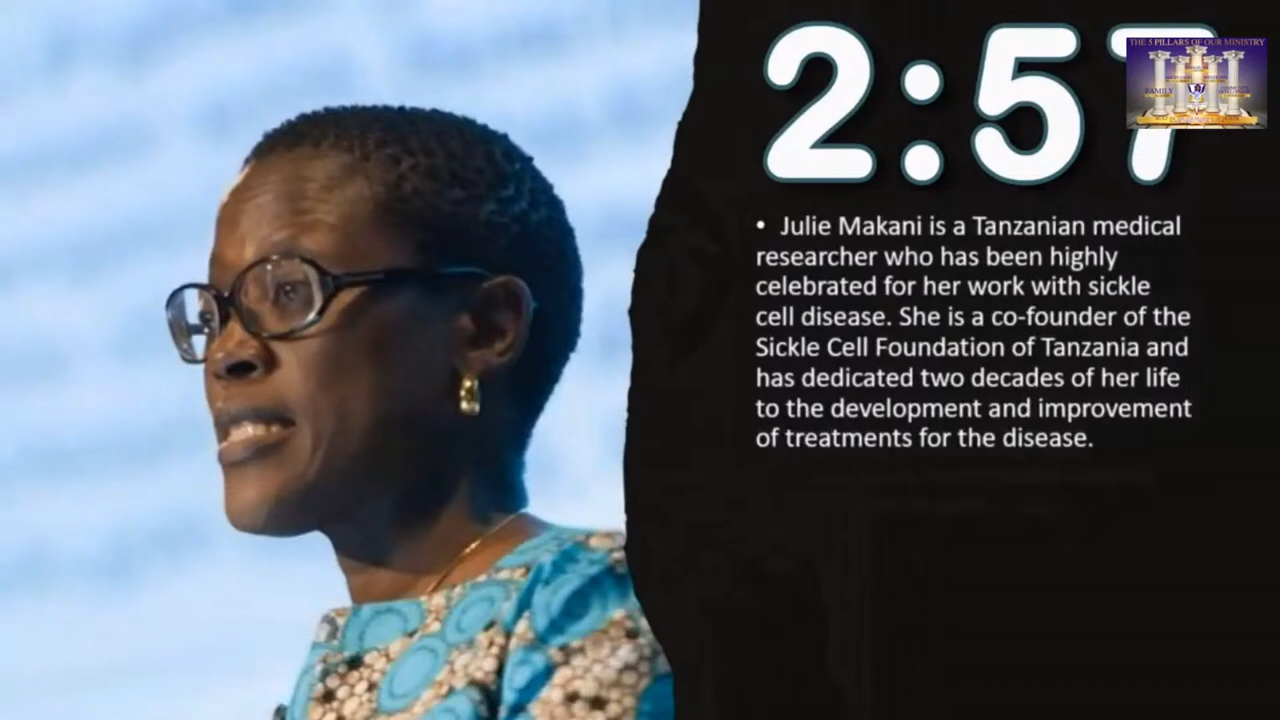 2:57
THE 5 PILLARS OF OUR MINISTRY
FAMILY
• Julie Makani is a Tanzanian medical
researcher who has been highly
celebrated for her work with sickle
cell disease. She is a co-founder of the
Sickle Cell Foundation of Tanzania and
has dedicated two decades of her life
to the development and improvement
of treatments for the disease.